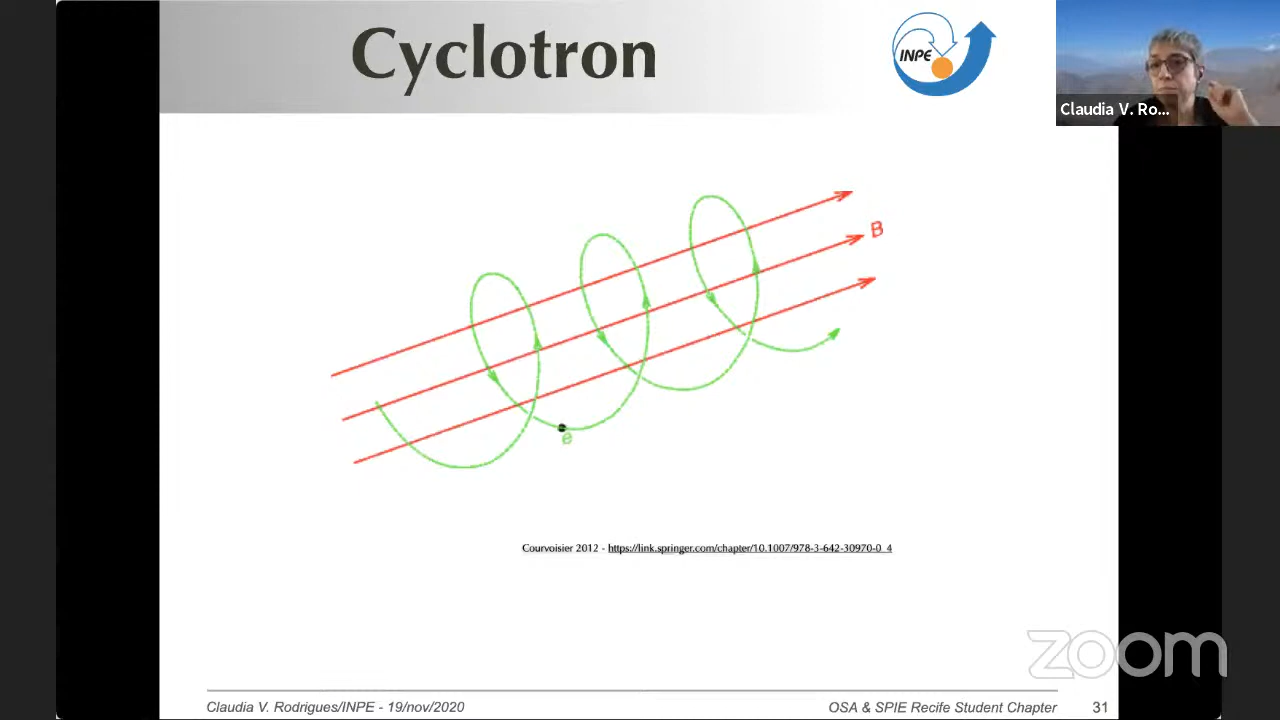 Cyclotron
INPE
Claudia V. Ro...
B
e
Courvoisier 2012 - https://link.springer.com/chapter/10.1007/978-3-642-30970-0_4
zoom
Claudia V. Rodrigues/INPE - 19/nov/2020
OSA & SPIE Recife Student Chapter
31